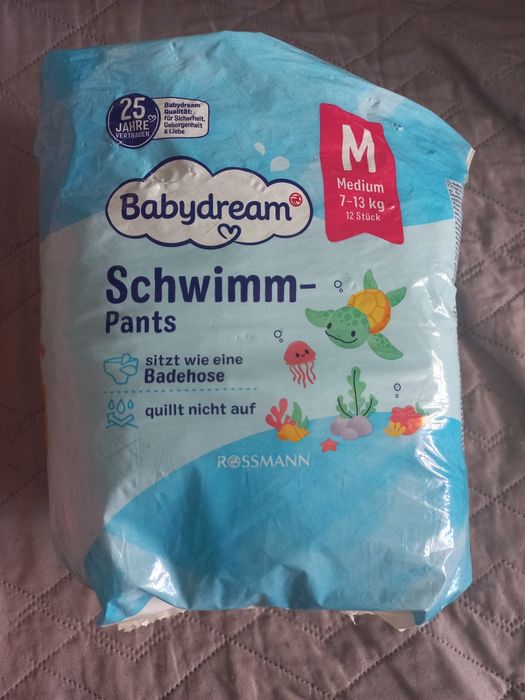 25
JAHRE
VERTRAUEN
Babydream
Qualität:
für Sicherheit,
Geborgenheit
& Liebe
M
Medium
7-13 kg
12 Stück
Babydream
Schwimm-
Pants
sitzt wie eine
Badehose
quillt nicht auf
ROSSMANN